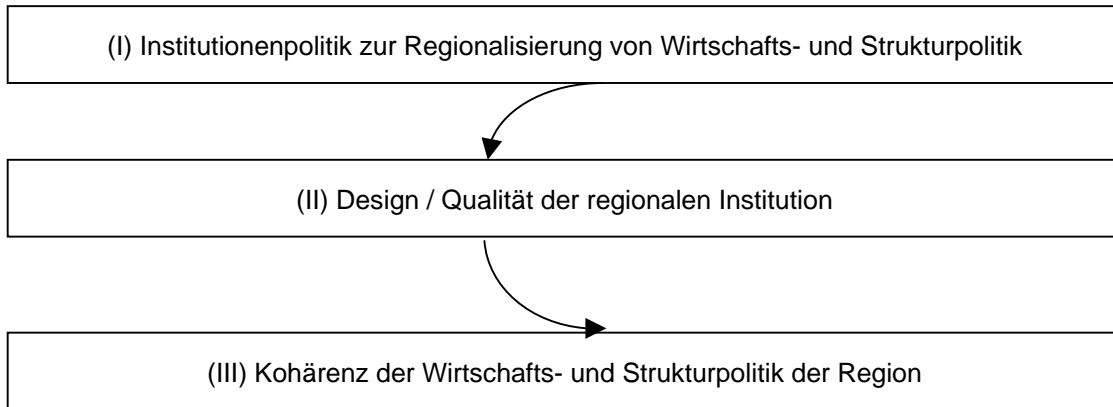 (I) Institutionenpolitik zur Regionalisierung von Wirtschafts- und Strukturpolitik
(II) Design / Qualität der regionalen Institution
(III) Kohärenz der Wirtschafts- und Strukturpolitik der Region